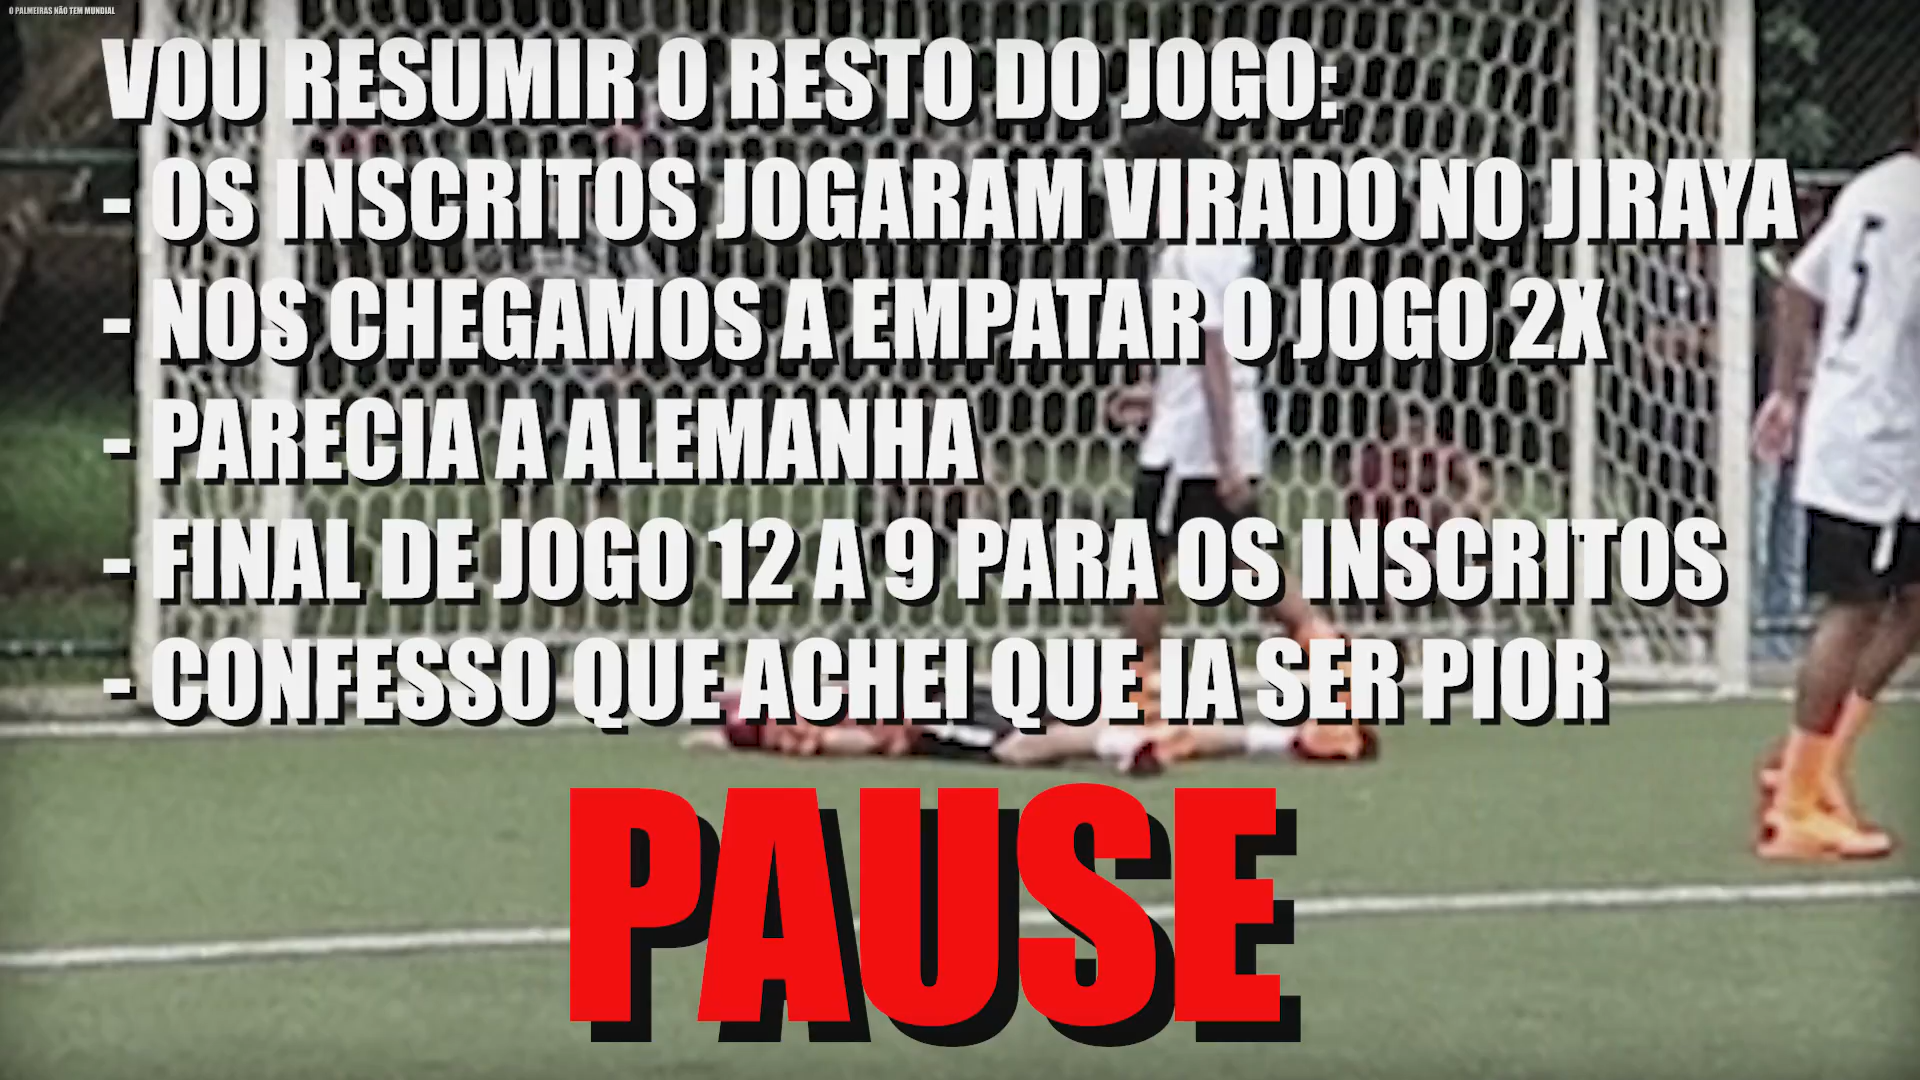 O PALMEIRAS NÃO TEM MUNDIAL
VOU RESUMIR O RESTO DO JOGO:
- OS INSCRITOS JOGARAM VIRADO NO JIRAYA
- NOS CHEGAMOS A EMPATAR O JOGO 2X
- PARECIA A ALEMANHA
- FINAL DE JOGO 12 A 9 PARA OS INSCRITOS
- CONFESSO QUE ACHEI QUE IA SER PIOR
PAUSE
5